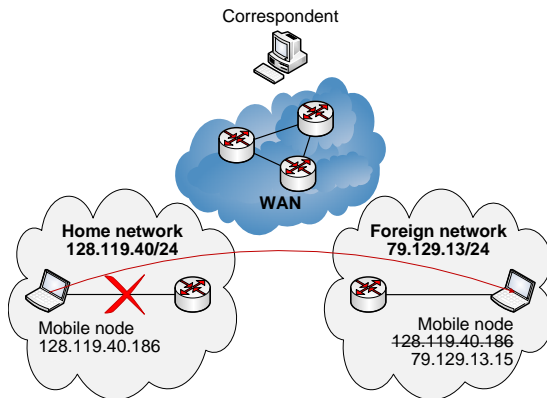 Correspondent
WAN
Home network
128.119.40/24
Foreign network
79.129.13/24
Mobile node
128.119.40.186
Mobile node
128.119.40.186
79.129.13.15